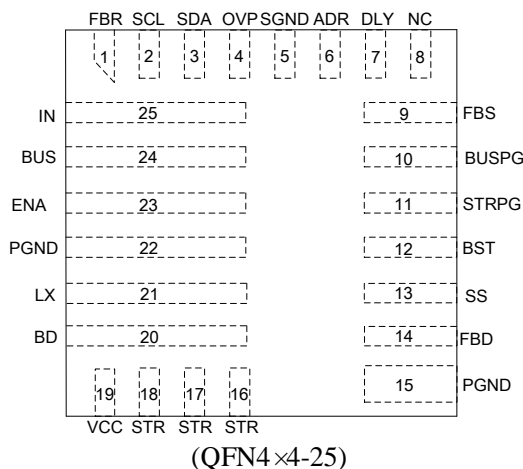 FBR SCL SDA OVP SGND ADR DLY NC
1 2 3 4 5 6 7 8
IN 25 9 FBS
BUS 24 10 BUSPG
ENA 23 11 STRPG
PGND 22 12 BST
LX 21 13 SS
BD 20 14 FBD
15 PGND
19 18 17 16
VCC STR STR STR
(QFN4×4-25)